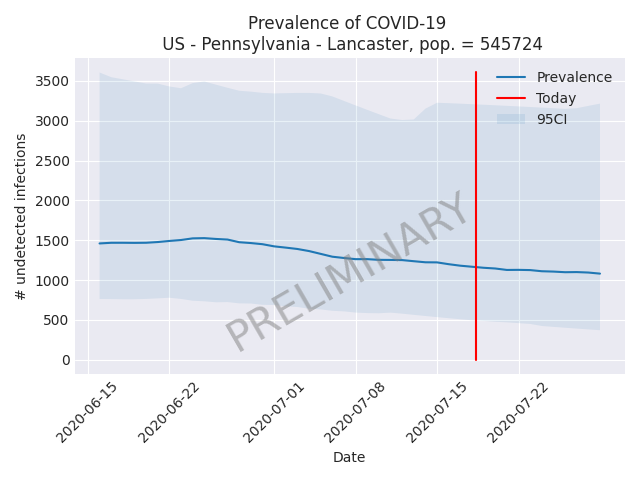 Prevalence of COVID-19
US - Pennsylvania - Lancaster, pop. = 545724
# undetected infections
3500
3000
2500
2000
1500
1000
500
0
Prevalence
Today
95CI
PRELIMINARY
2020-06-15
2020-06-22
2020-07-01
2020-07-08
2020-07-15
2020-07-22
Date